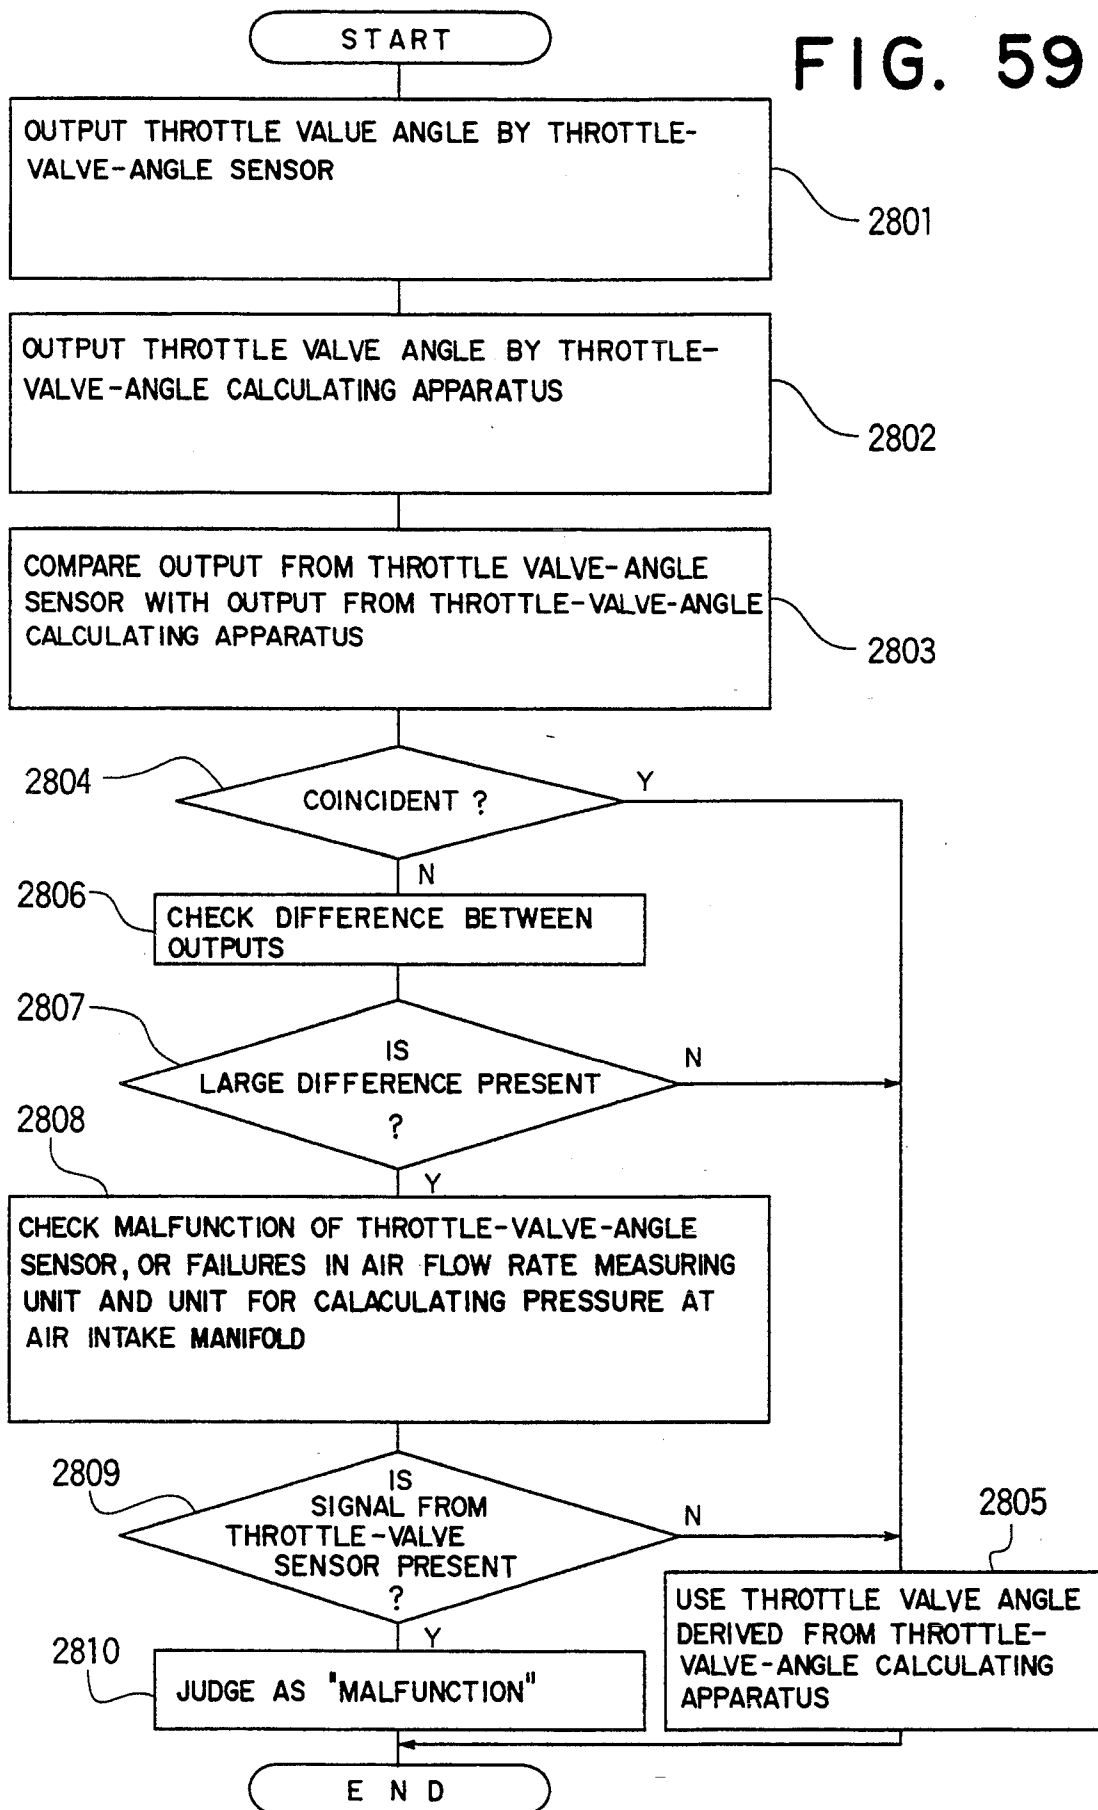 START
FIG. 59
OUTPUT THROTTLE VALUE ANGLE BY THROTTLE-
VALVE-ANGLE SENSOR
2801
OUTPUT THROTTLE VALVE ANGLE BY THROTTLE-
VALVE-ANGLE CALCULATING APPARATUS
2802
COMPARE OUTPUT FROM THROTTLE VALVE-ANGLE
SENSOR WITH OUTPUT FROM THROTTLE-VALVE-ANGLE
CALCULATING APPARATUS
2803
2804
COINCIDENT ?
Y
N
2806
CHECK DIFFERENCE BETWEEN
OUTPUTS
2807
IS
LARGE DIFFERENCE PRESENT
?
N
Y
2808
CHECK MALFUNCTION OF THROTTLE-VALVE-ANGLE
SENSOR, OR FAILURES IN AIR FLOW RATE MEASURING
UNIT AND UNIT FOR CALACULATING PRESSURE AT
AIR INTAKE MANIFOLD
2809
IS
SIGNAL FROM
THROTTLE-VALVE
SENSOR PRESENT
?
N
Y
2805
USE THROTTLE VALVE ANGLE
DERIVED FROM THROTTLE-
VALVE-ANGLE CALCULATING
APPARATUS
2810
JUDGE AS "MALFUNCTION"
END